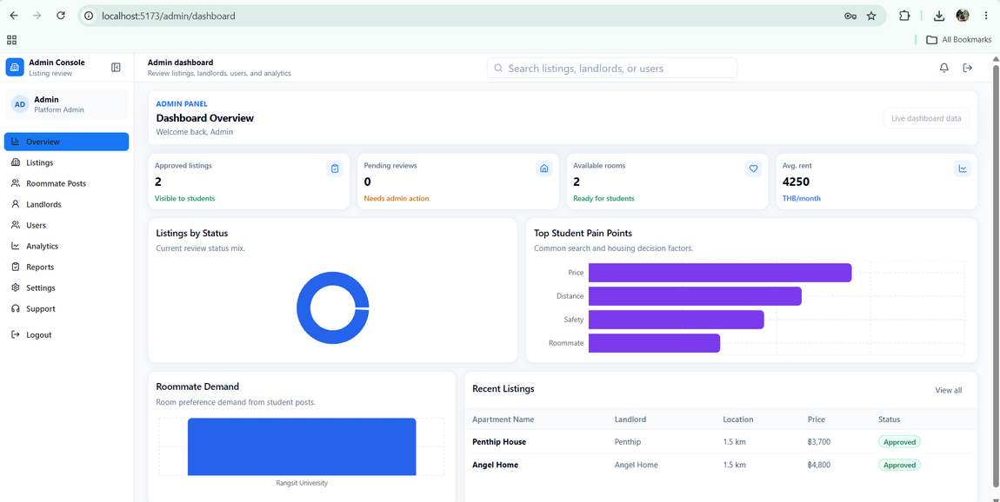 localhost:5173/admin/dashboard
All Bookmarks
Admin Console
Listing review
AD
Admin
Platform Admin
Overview
Listings
Roommate Posts
Landlords
Users
Analytics
Reports
Settings
Support
Logout
Admin dashboard
Review listings, landlords, users, and analytics
Search listings, landlords, or users
ADMIN PANEL
Dashboard Overview
Welcome back, Admin
Live dashboard data
Approved listings
2
Visible to students
Pending reviews
0
Needs admin action
Available rooms
2
Ready for students
Avg. rent
4250
THB/month
Listings by Status
Current review status mix.
Top Student Pain Points
Common search and housing decision factors.
Price
Distance
Safety
Roommate
Roommate Demand
Room preference demand from student posts.
Rangsit University
Recent Listings
View all
Apartment Name Landlord Location Price Status
Penthip House Penthip 1.5 km ฿3,700 Approved
Angel Home Angel Home 1.5 km ฿4,800 Approved